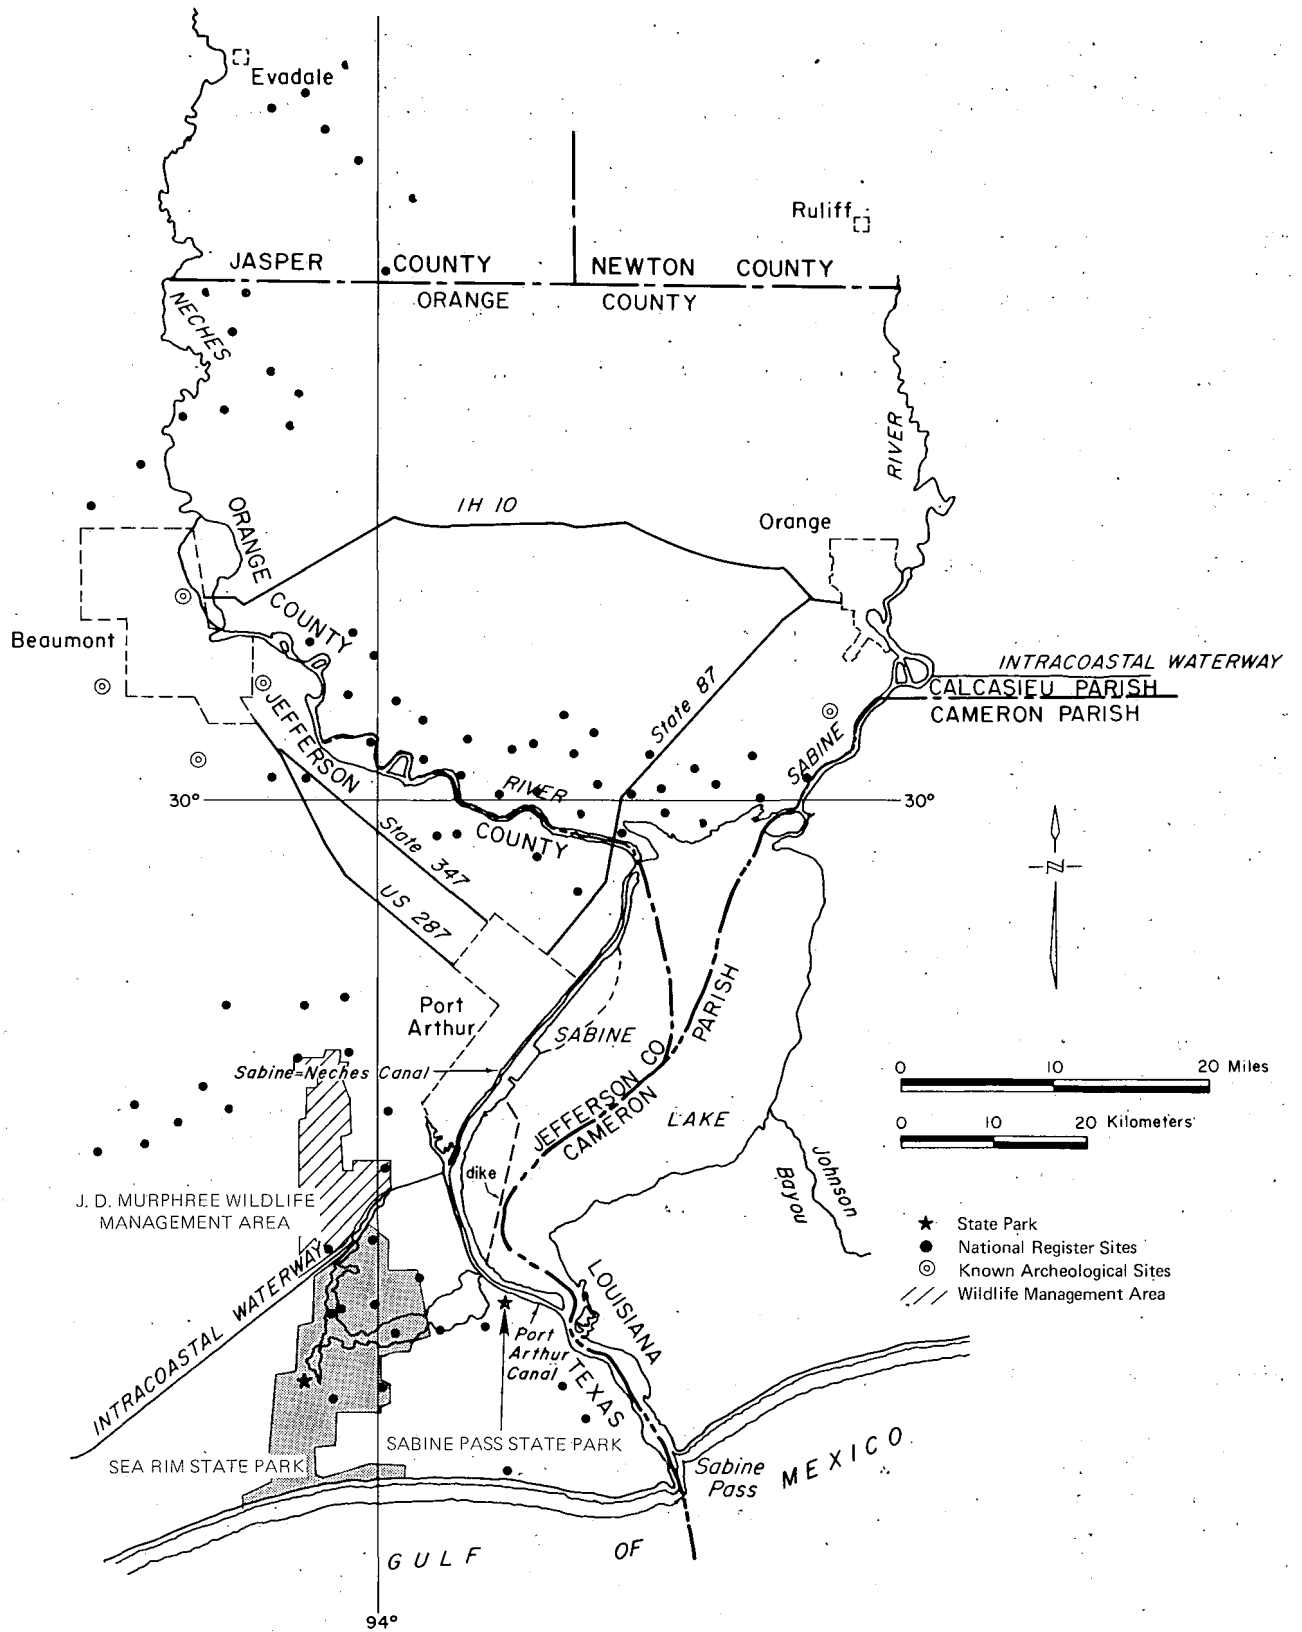 Evadale
Ruliff
JASPER COUNTY
NEWTON COUNTY
ORANGE COUNTY
NECHES
RIVER
IH 10
Orange
ORANGE
COUNTY
Beaumont
INTRACOASTAL WATERWAY
CALCASIEU PARISH
CAMERON PARISH
State 87
JEFFERSON
SABINE
RIVER
30°
30°
COUNTY
State 347
US 287
N
Port
Arthur
SABINE
PARISH
Sabine-Neches Canal
JEFFERSON CO.
CAMERON
LAKE
0 10 20 Miles
0 10 20 Kilometers
dike
Johnson
Bayou
J. D. MURPHREE WILDLIFE
MANAGEMENT AREA
State Park
National Register Sites
Known Archeological Sites
Wildlife Management Area
INTRACOASTAL WATERWAY
LOUISIANA
Port
Arthur
Canal
TEXAS
SABINE PASS STATE PARK
SEA RIM STATE PARK
Sabine
Pass
GULF OF MEXICO
94°